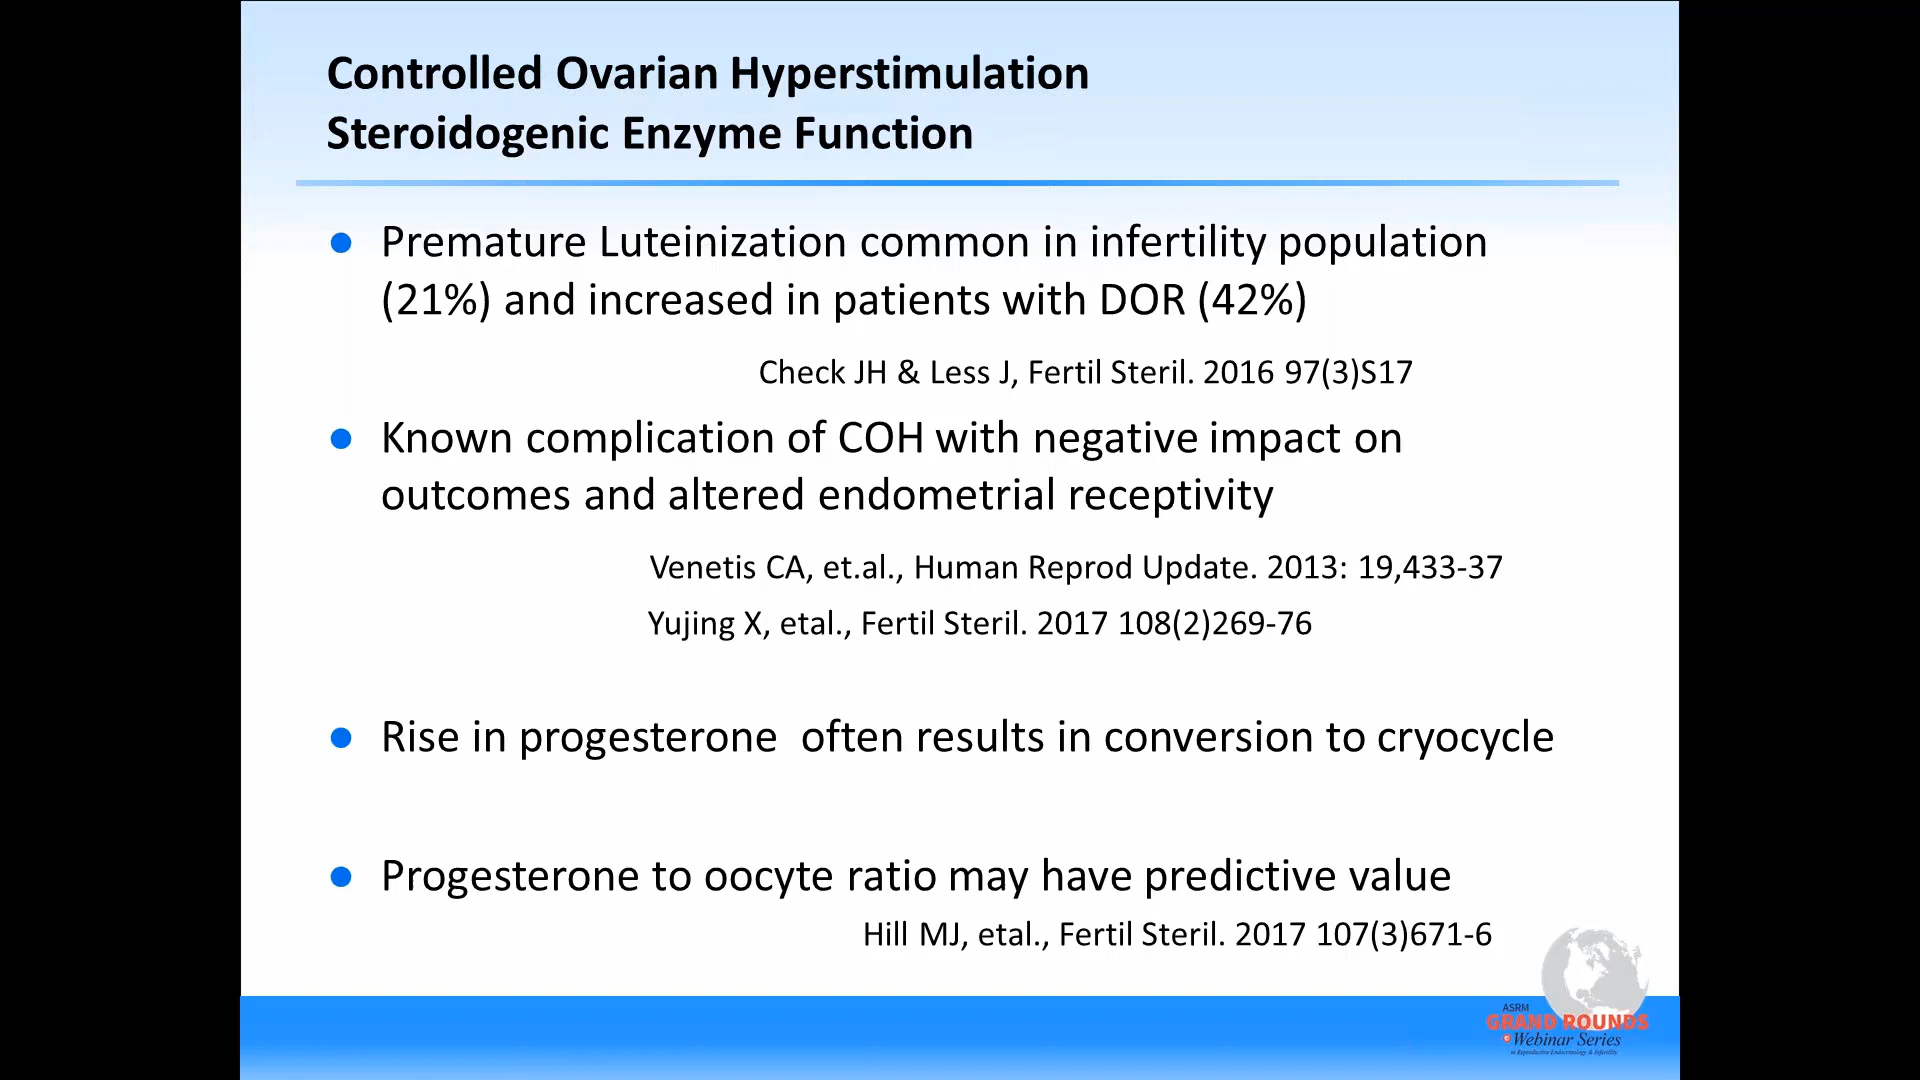 Controlled Ovarian Hyperstimulation
Steroidogenic Enzyme Function
● Premature Luteinization common in infertility population
(21%) and increased in patients with DOR (42%)
Check JH & Less J, Fertil Steril. 2016 97(3)S17
● Known complication of COH with negative impact on
outcomes and altered endometrial receptivity
Venetis CA, et.al., Human Reprod Update. 2013: 19,433-37
Yujing X, etal., Fertil Steril. 2017 108(2)269-76
● Rise in progesterone  often results in conversion to cryocycle
● Progesterone to oocyte ratio may have predictive value
Hill MJ, etal., Fertil Steril. 2017 107(3)671-6
ASRM
GRAND ROUNDS
Webinar Series
in Reproductive Endocrinology & Infertility